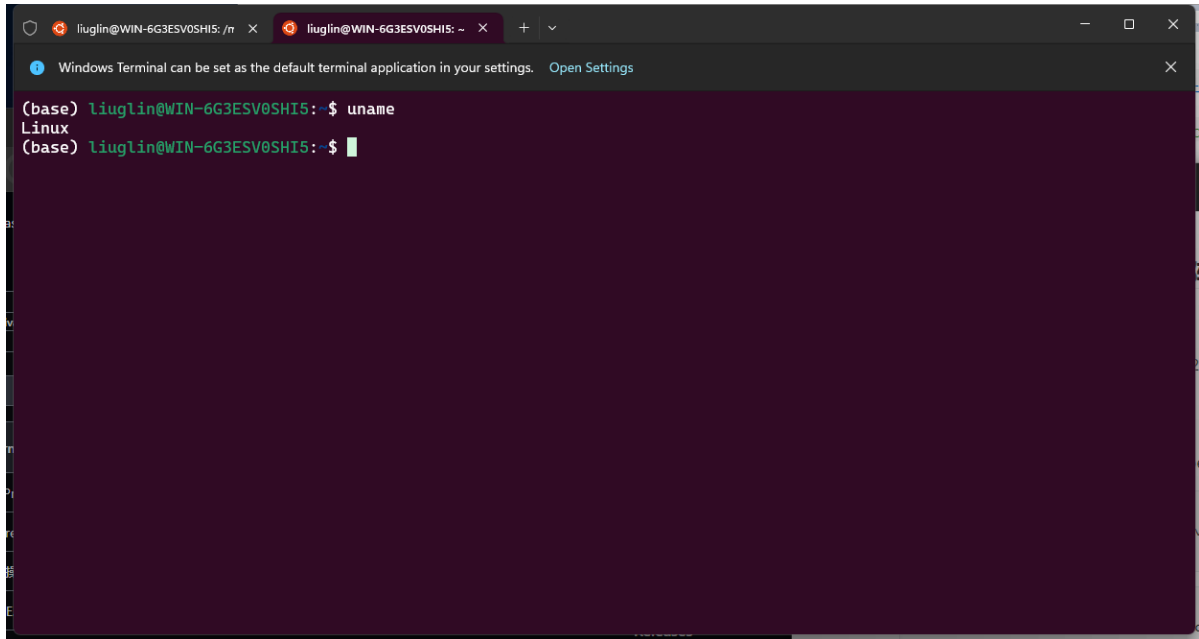 liuglin@WIN-6G3ESV0SHI5: /m
liuglin@WIN-6G3ESV0SHI5: ~
Windows Terminal can be set as the default terminal application in your settings. Open Settings
(base) liuglin@WIN-6G3ESV0SHI5:~$ uname
Linux
(base) liuglin@WIN-6G3ESV0SHI5:~$